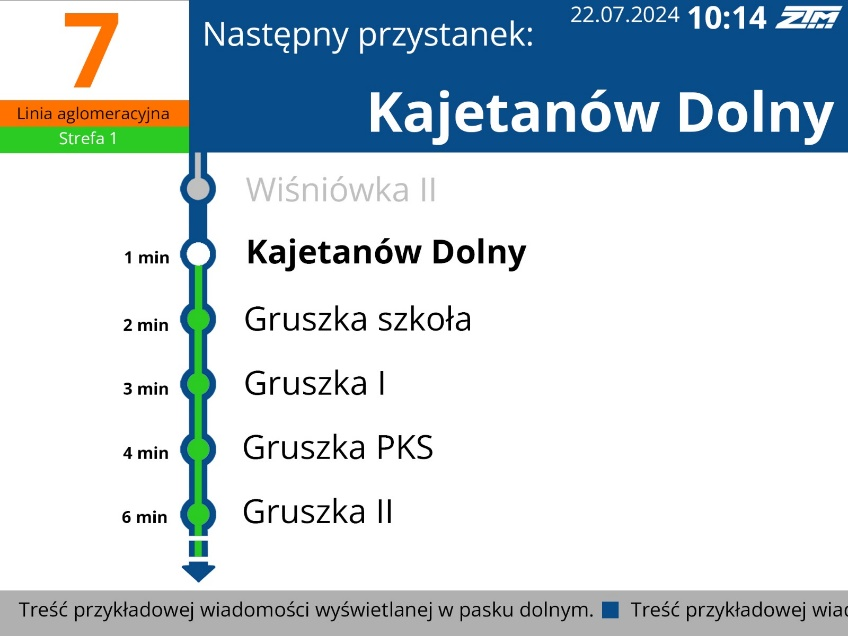 7
Linia aglomeracyjna
Strefa 1
22.07.2024 10:14 ZTM
Następny przystanek:
Kajetanów Dolny
Wiśniówka II
1 min Kajetanów Dolny
2 min Gruszka szkoła
3 min Gruszka I
4 min Gruszka PKS
6 min Gruszka II
Treść przykładowej wiadomości wyświetlanej w pasku dolnym. Treść przykładowej wiad